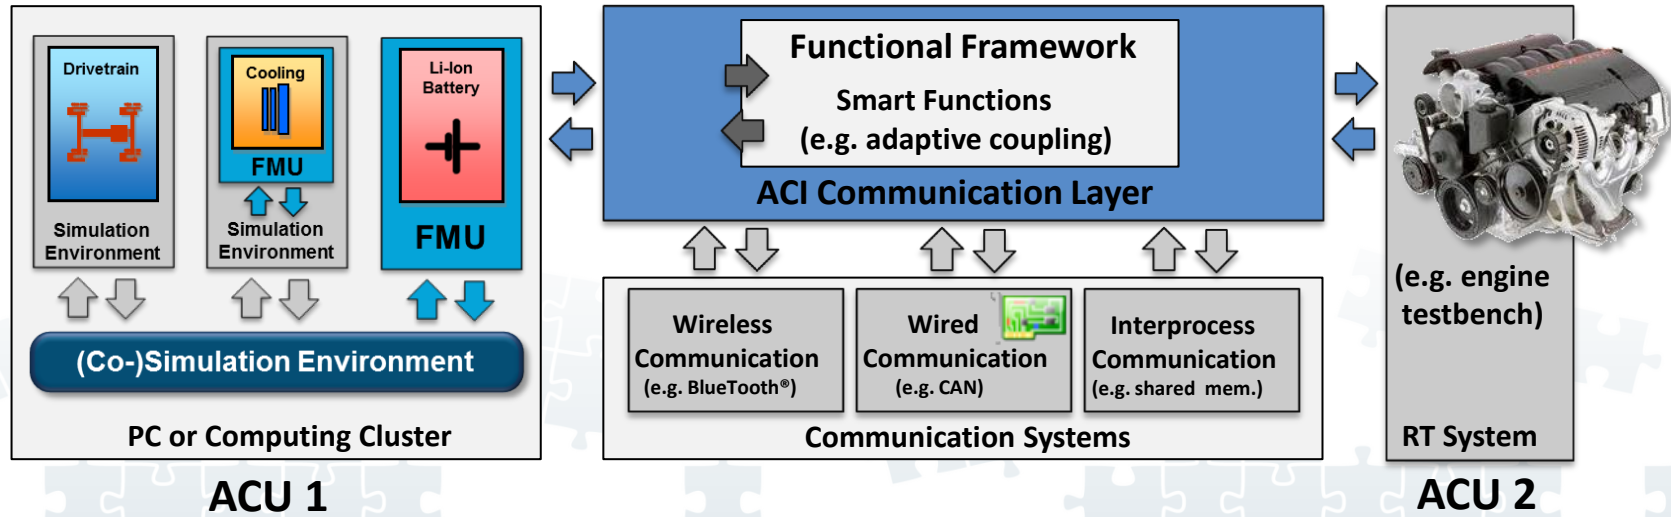 Drivetrain
Simulation
Environment
Cooling
FMU
Simulation
Environment
Li-Ion
Battery
FMU
(Co-)Simulation Environment
PC or Computing Cluster
ACU 1
Functional Framework
Smart Functions
(e.g. adaptive coupling)
ACI Communication Layer
Wireless
Communication
(e.g. BlueTooth®)
Wired
Communication
(e.g. CAN)
Interprocess
Communication
(e.g. shared mem.)
Communication Systems
(e.g. engine
testbench)
RT System
ACU 2